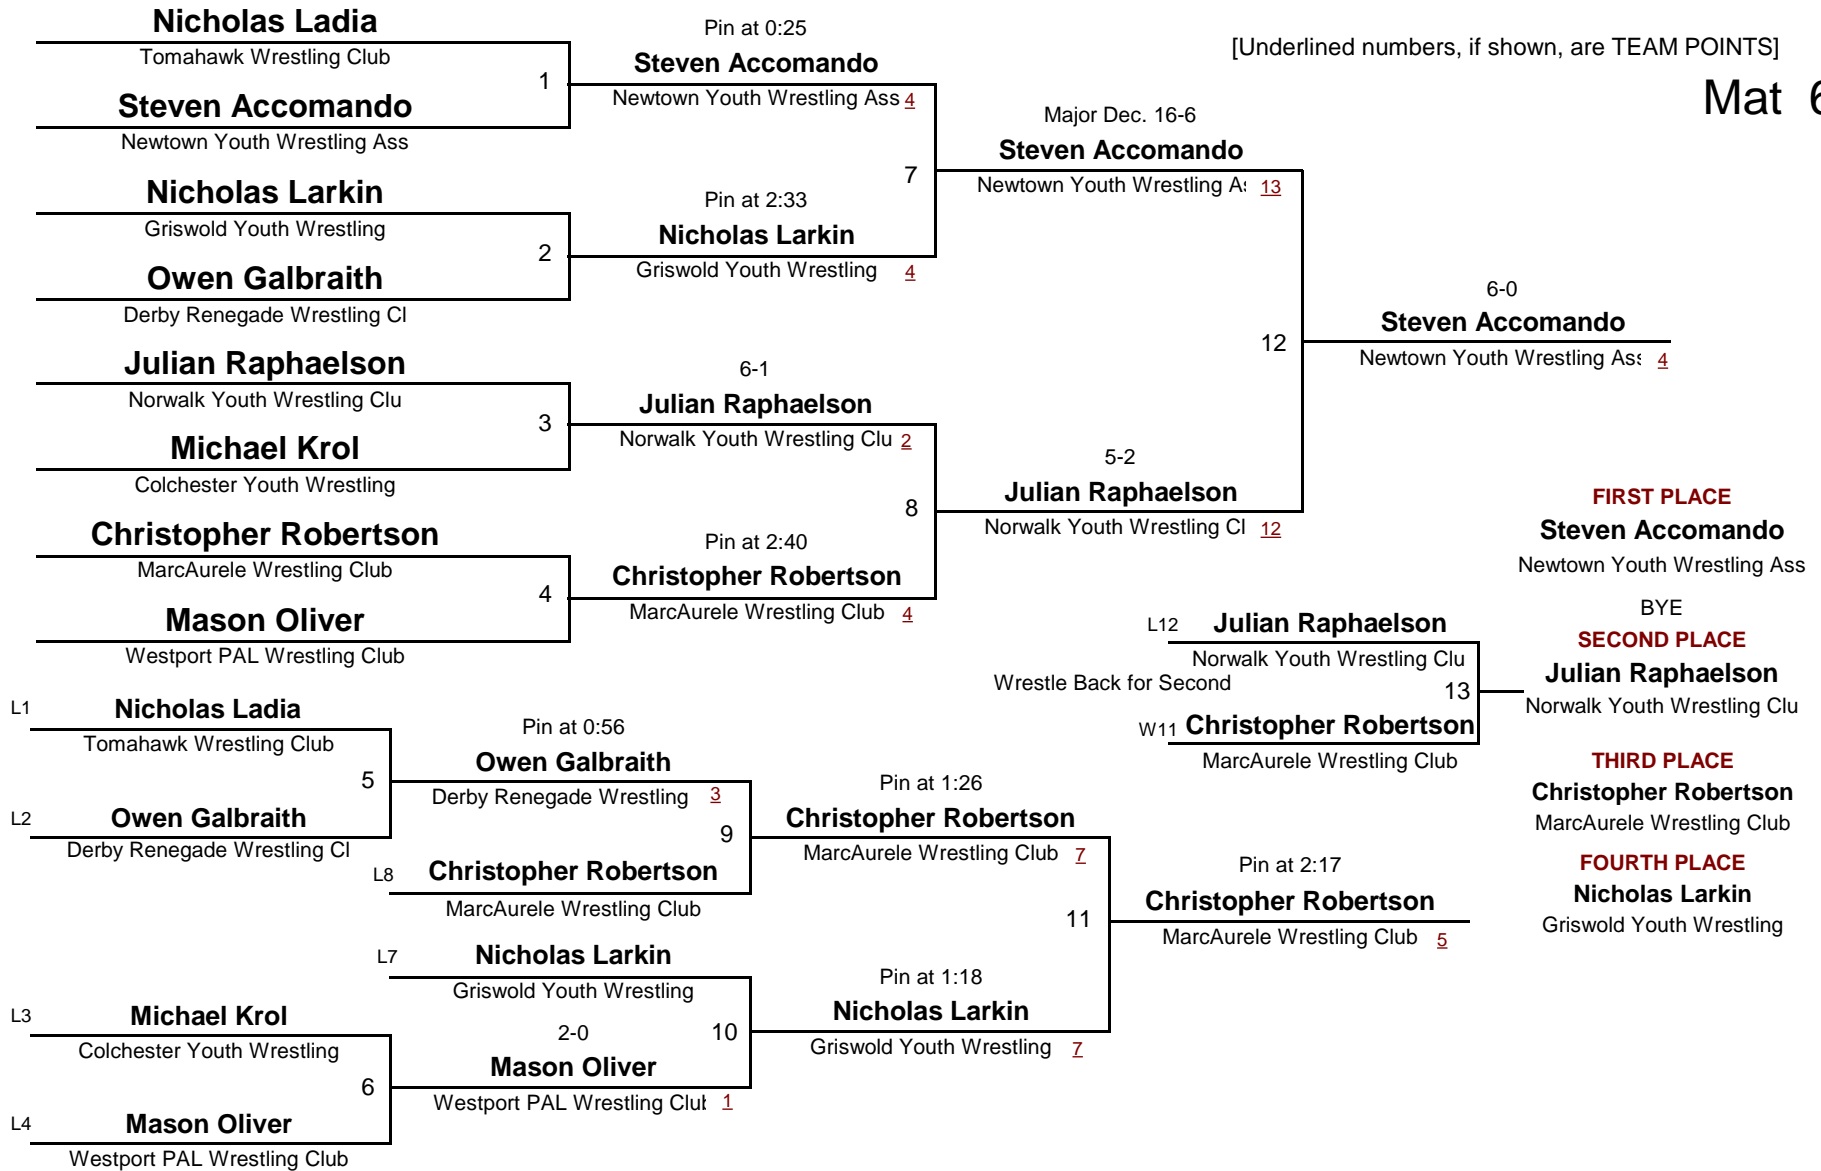 Nicholas Ladia
Tomahawk Wrestling Club
1
Steven Accomando
Newtown Youth Wrestling Ass
Nicholas Larkin
Griswold Youth Wrestling
2
Owen Galbraith
Derby Renegade Wrestling Cl
Julian Raphaelson
Norwalk Youth Wrestling Clu
3
Michael Krol
Colchester Youth Wrestling
Christopher Robertson
MarcAurele Wrestling Club
4
Mason Oliver
Westport PAL Wrestling Club
Pin at 0:25
Steven Accomando
Newtown Youth Wrestling Ass 4
7
Pin at 2:33
Nicholas Larkin
Griswold Youth Wrestling 4
6-1
Julian Raphaelson
Norwalk Youth Wrestling Clu 2
8
Pin at 2:40
Christopher Robertson
MarcAurele Wrestling Club 4
[Underlined numbers, if shown, are TEAM POINTS]
Mat 6
Major Dec. 16-6
Steven Accomando
Newtown Youth Wrestling As 13
12
5-2
Julian Raphaelson
Norwalk Youth Wrestling Cl 12
6-0
Steven Accomando
Newtown Youth Wrestling Ass 4
L1 Nicholas Ladia
Tomahawk Wrestling Club
5
L2 Owen Galbraith
Derby Renegade Wrestling Cl
L3 Michael Krol
Colchester Youth Wrestling
6
L4 Mason Oliver
Westport PAL Wrestling Club
Pin at 0:56
Owen Galbraith
Derby Renegade Wrestling 3
9
L8 Christopher Robertson
MarcAurele Wrestling Club
L7 Nicholas Larkin
Griswold Youth Wrestling
10
2-0
Mason Oliver
Westport PAL Wrestling Club 1
Pin at 1:26
Christopher Robertson
MarcAurele Wrestling Club 7
11
Pin at 1:18
Nicholas Larkin
Griswold Youth Wrestling 7
Pin at 2:17
Christopher Robertson
MarcAurele Wrestling Club 5
L12 Julian Raphaelson
Norwalk Youth Wrestling Clu
Wrestle Back for Second
13
W11 Christopher Robertson
MarcAurele Wrestling Club
FIRST PLACE
Steven Accomando
Newtown Youth Wrestling Ass
BYE
SECOND PLACE
Julian Raphaelson
Norwalk Youth Wrestling Clu
THIRD PLACE
Christopher Robertson
MarcAurele Wrestling Club
FOURTH PLACE
Nicholas Larkin
Griswold Youth Wrestling